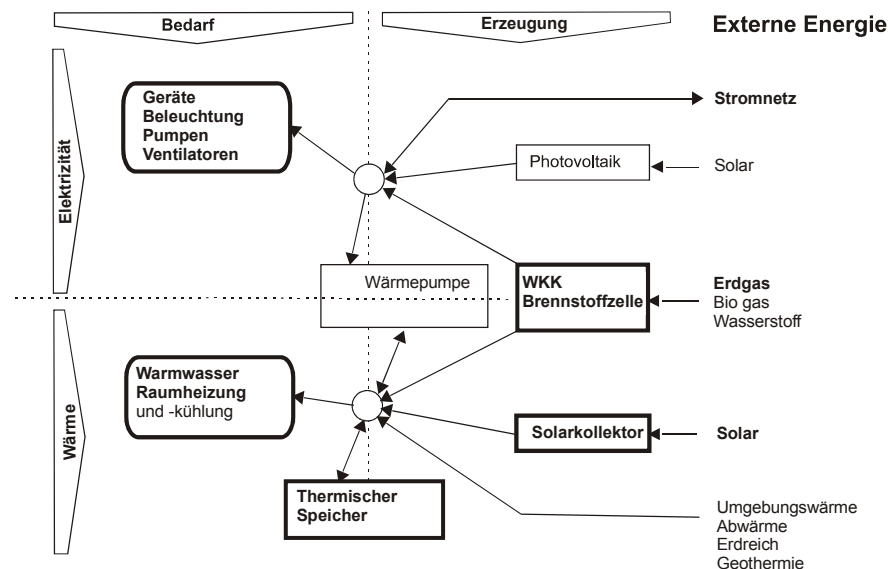 Bedarf
Erzeugung
Externe Energie
Elektrizität
Geräte
Beleuchtung
Pumpen
Ventilatoren
Stromnetz
Photovoltaik
Solar
Wärmepumpe
WKK
Brennstoffzelle
Erdgas
Bio gas
Wasserstoff
Wärme
Warmwasser
Raumheizung
und -kühlung
Solarkollektor
Solar
Thermischer
Speicher
Umgebungswärme
Abwärme
Erdreich
Geothermie